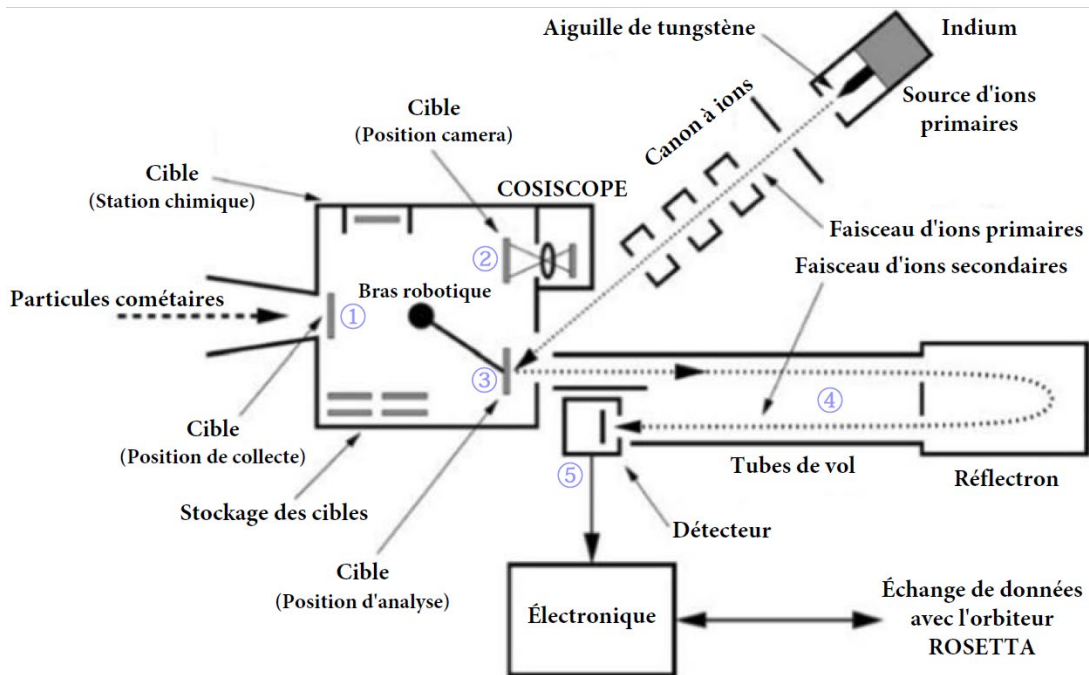 Aiguille de tungstène
Indium
Source d'ions
primaires
Canon à ions
Cible
(Position camera)
Cible
(Station chimique)
COSISCOPE
Faisceau d'ions primaires
Faisceau d'ions secondaires
②
Bras robotique
Particules cométaires
①
③
④
Cible
(Position de collecte)
⑤
Tubes de vol
Réflectron
Stockage des cibles
Détecteur
Cible
(Position d'analyse)
Électronique
Échange de données
avec l'orbiteur
ROSETTA